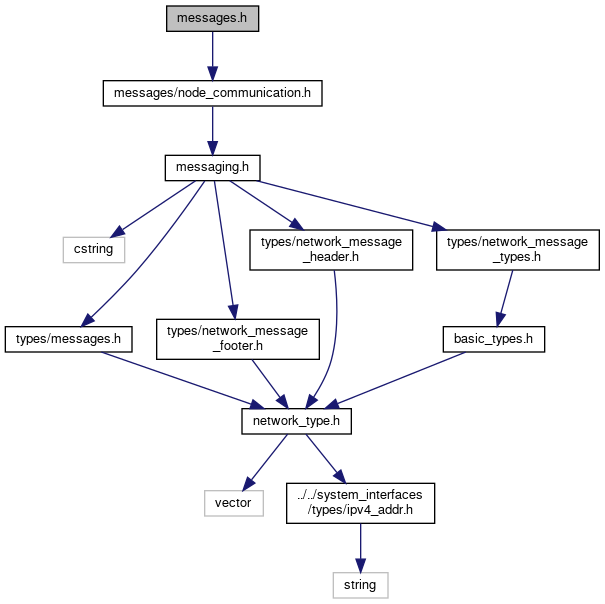 messages.h
messages/node_communication.h
messaging.h
cstring
types/network_message
_header.h
types/network_message
_types.h
types/messages.h
types/network_message
_footer.h
basic_types.h
network_type.h
vector
../../system_interfaces
/types/ipv4_addr.h
string